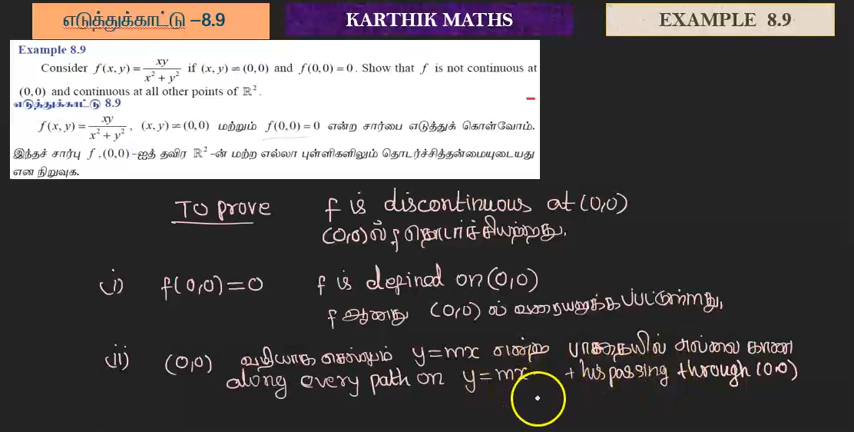 எடுத்துக்காட்டு –8.9
KARTHIK MATHS
EXAMPLE 8.9
Example 8.9
Consider f(x, y) = xy / (x² + y²) if (x, y) ≠ (0,0) and f(0,0) = 0. Show that f is not continuous at
(0,0) and continuous at all other points of ℝ².
எடுத்துக்காட்டு 8.9
f(x, y) = xy / (x² + y²), (x, y) ≠ (0,0) மற்றும் f(0,0) = 0 என்ற சார்பை எடுத்துக் கொள்வோம்.
இந்தச் சார்பு f, (0,0) -ஐத் தவிர ℝ² -ன் மற்ற எல்லா புள்ளிகளிலும் தொடர்ச்சித்தன்மையுடையது
என நிறுவுக.
To prove f is discontinuous at (0,0)
(0,0)ல் f தொடர்ச்சியற்றது.
i) f(0,0) = 0 f is defined on (0,0)
f ஆனது (0,0) ல் வரையறுக்கப்பட்டுள்ளது.
ii) (0,0) வழியாக செல்லும் y = mx என்ற பாதையில் எல்லை காண
along every path on y = mx passing through (0,0)